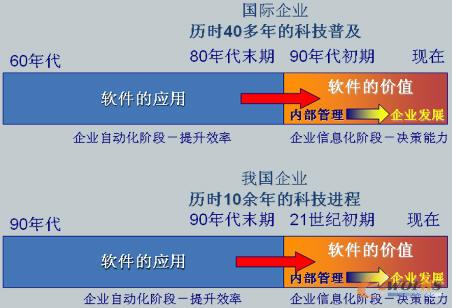 国际企业
历时40多年的科技普及
60年代 80年代末期 90年代初期 现在
软件的应用 软件的价值
内部管理 企业发展
企业自动化阶段－提升效率 企业信息化阶段－决策能力
我国企业
历时10余年的科技进程
90年代 90年代末期 21世纪初期 现在
软件的应用 软件的价值
内部管理 企业发展
企业自动化阶段－提升效率 企业信息化阶段－决策能力